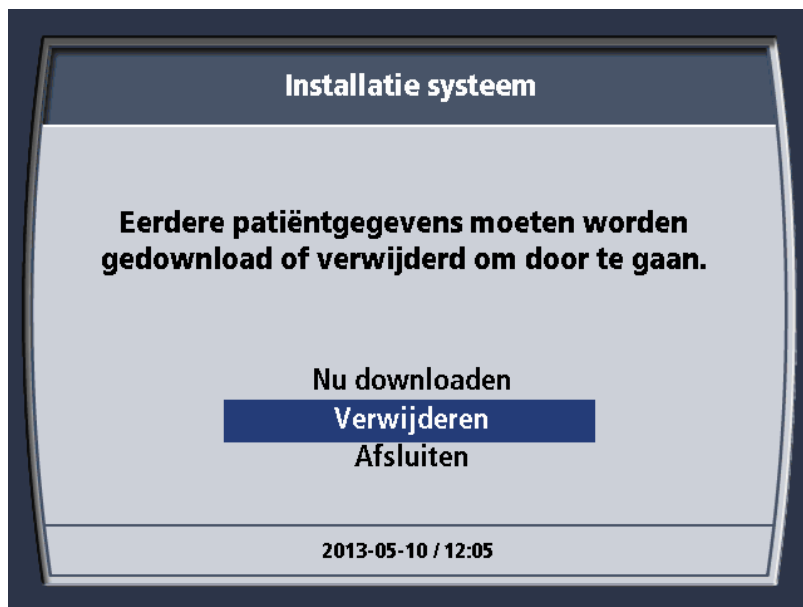 Installatie systeem
Eerdere patiëntgegevens moeten worden
gedownload of verwijderd om door te gaan.
Nu downloaden
Verwijderen
Afsluiten
2013-05-10 / 12:05